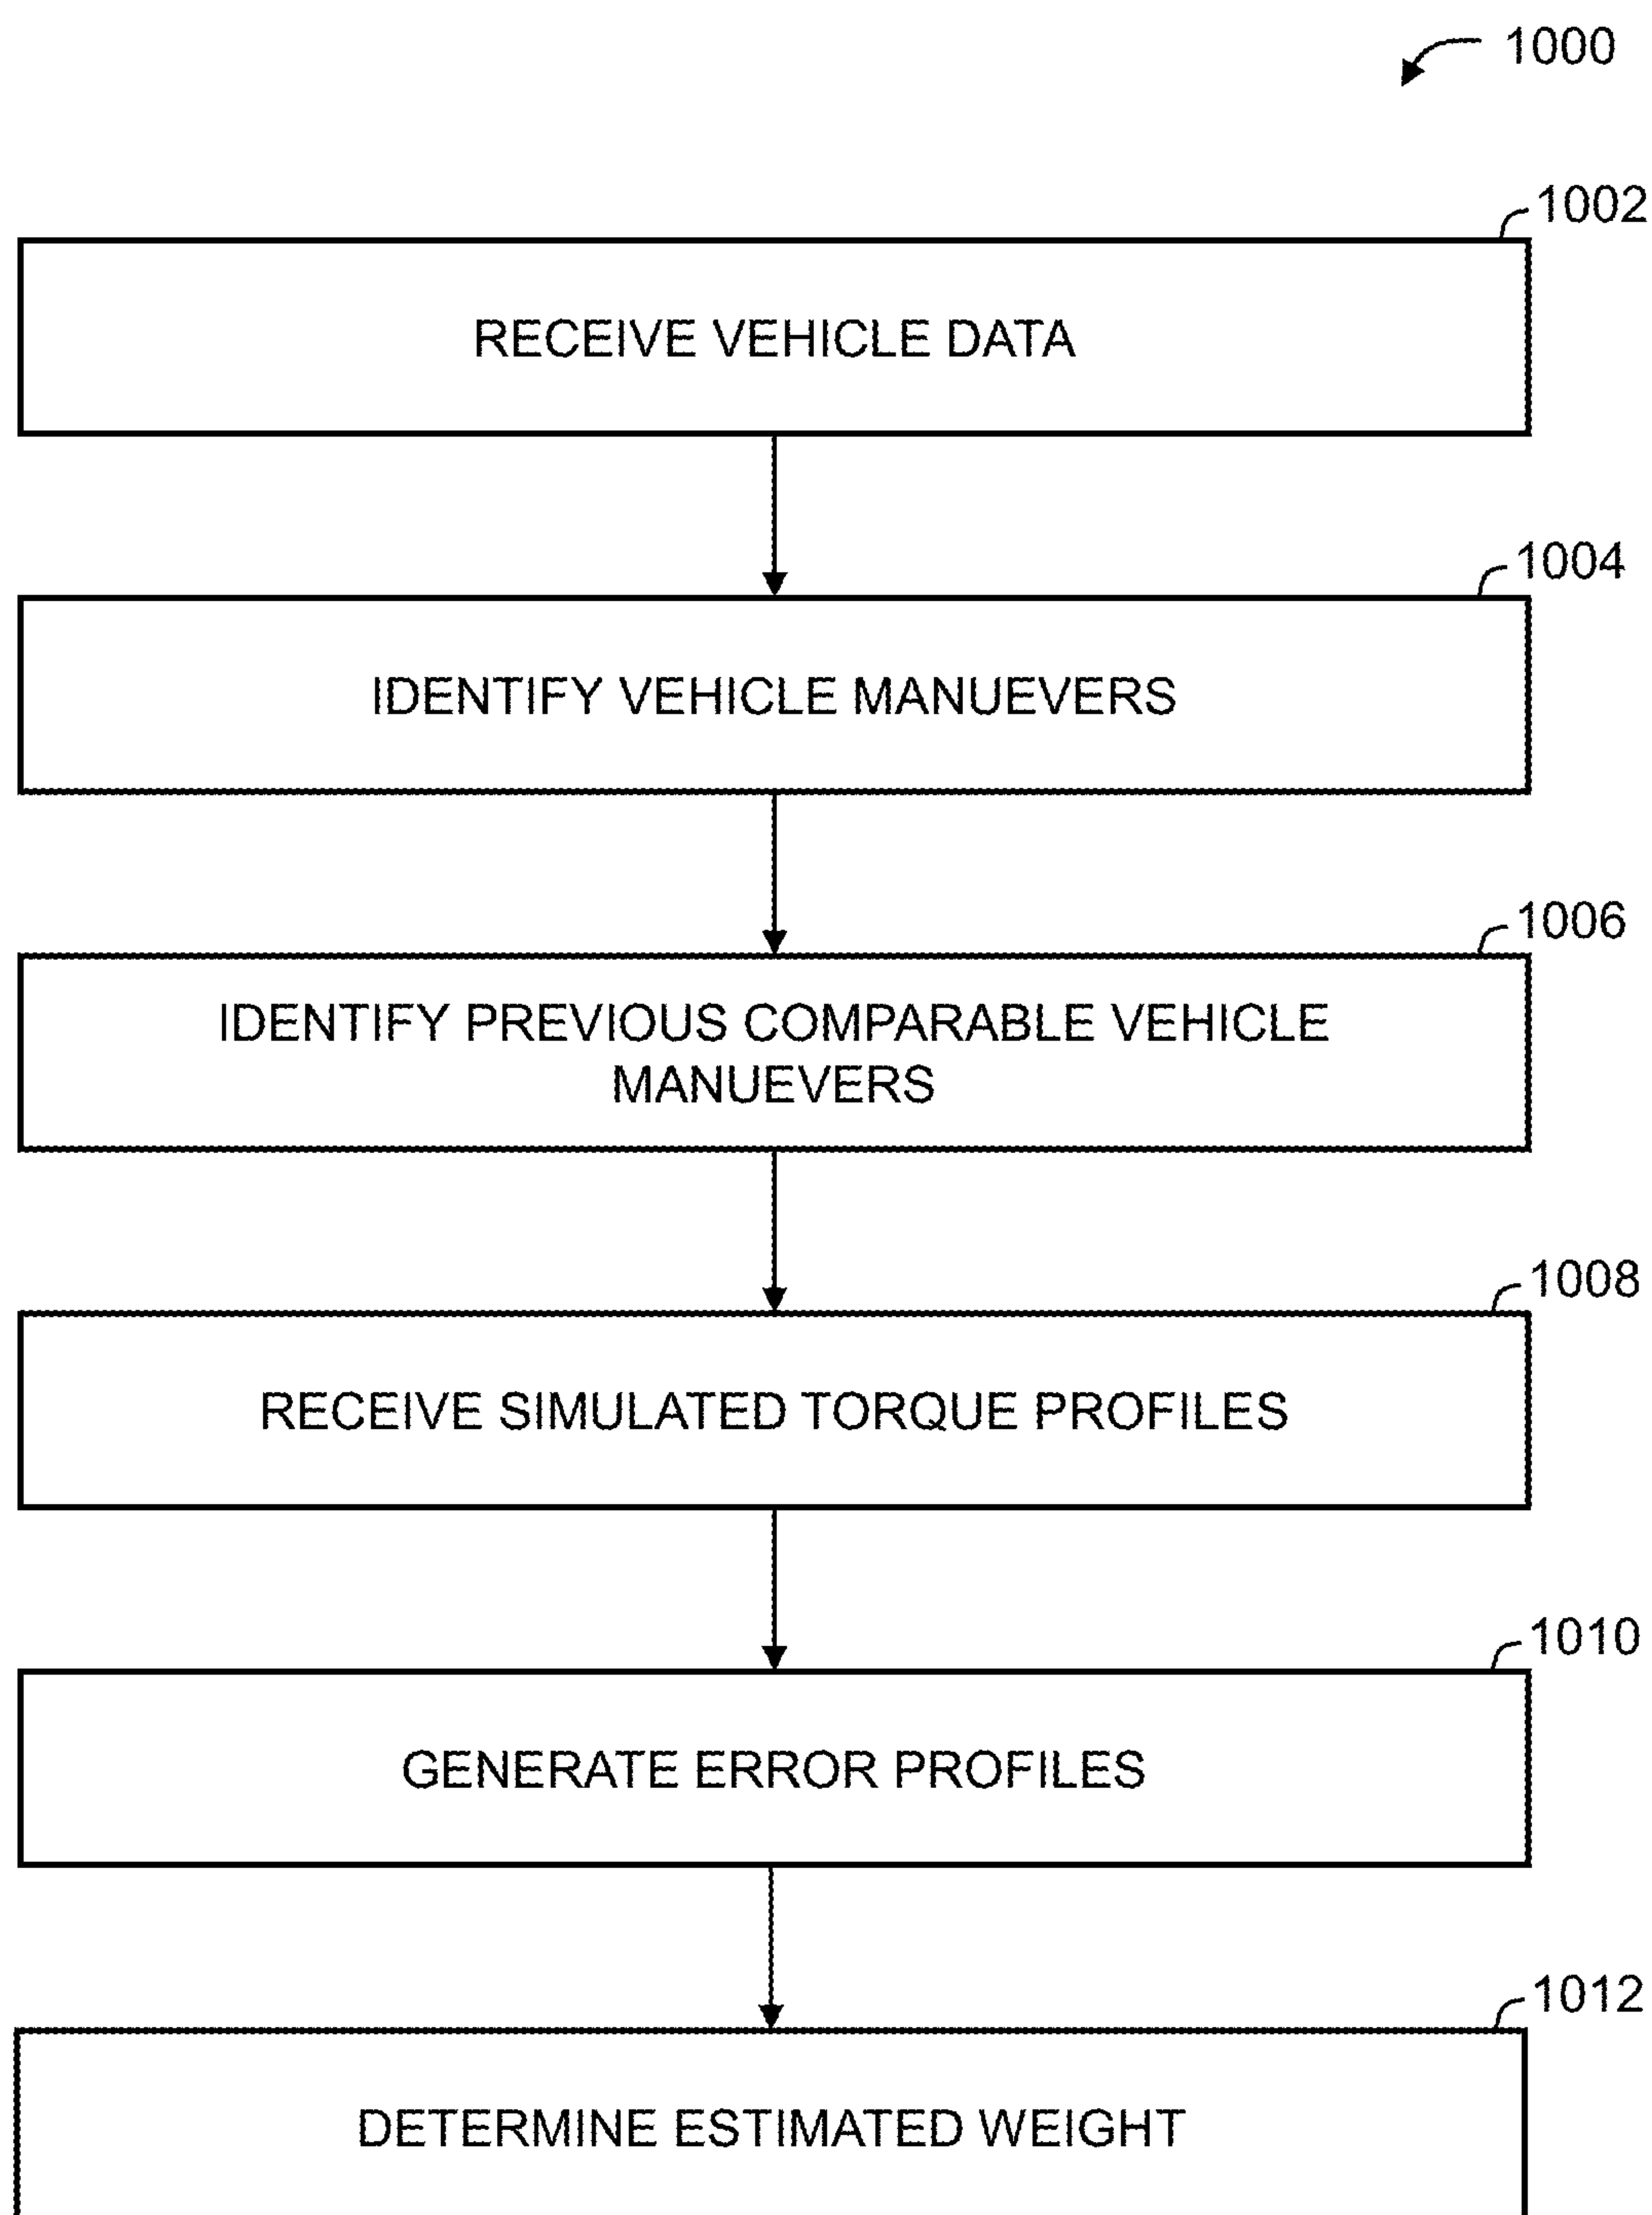 1000
1002
RECEIVE VEHICLE DATA
1004
IDENTIFY VEHICLE MANUEVERS
1006
IDENTIFY PREVIOUS COMPARABLE VEHICLE
MANUEVERS
1008
RECEIVE SIMULATED TORQUE PROFILES
1010
GENERATE ERROR PROFILES
1012
DETERMINE ESTIMATED WEIGHT